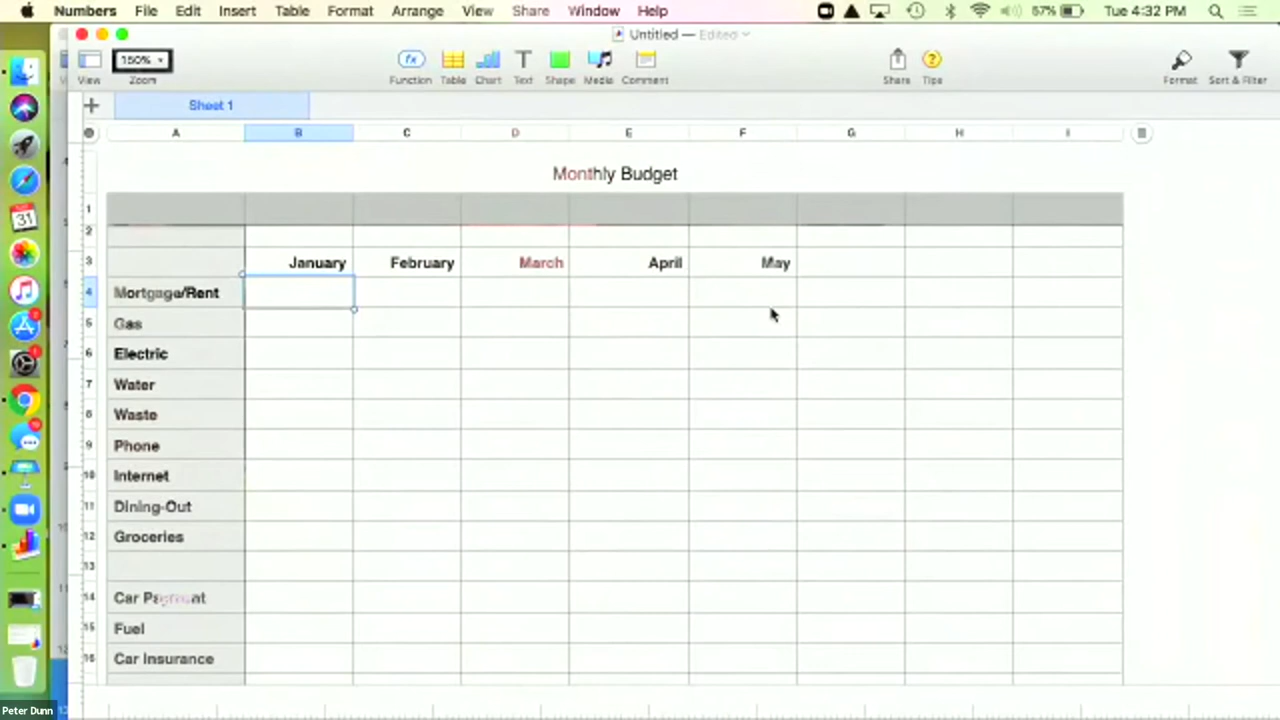 Numbers File Edit Insert Table Format Arrange View Share Window Help 57% Tue 4:32 PM
Untitled — Edited
150%
View Zoom Function Table Chart Text Shape Media Comment Share Tips Format Sort & Filter
Sheet 1
A B C D E F G H I
Monthly Budget
1
2
3 January February March April May
4 Mortgage/Rent
5 Gas
6 Electric
7 Water
8 Waste
9 Phone
10 Internet
11 Dining-Out
12 Groceries
13
14 Car Payment
15 Fuel
16 Car Insurance
31
Peter Dunn